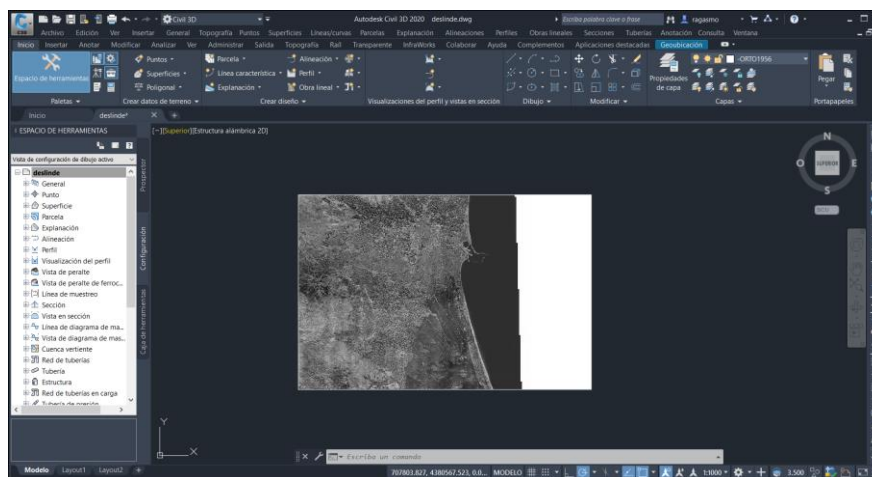 Civil 3D
Autodesk Civil 3D 2020 deslinde.dwg
Escriba palabra clave o frase
ragasmo
C3D
Archivo Edición Ver Insertar General Topografía Puntos Superficies Líneas/curvas Parcelas Explanación Alineaciones Perfiles Obras lineales Secciones Tuberías Anotación Consulta Ventana
Inicio Insertar Anotar Modificar Analizar Ver Administrar Salida Topografía Rail Transparente InfraWorks Colaborar Ayuda Complementos Aplicaciones destacadas Geoubicación
Espacio de herramientas
Puntos
Superficies
Poligonal
Parcela
Línea característica
Explanación
Alineación
Perfil
Obra lineal
Propiedades de capa
-ORTO1956
Pegar
Paletas
Crear datos de terreno
Crear diseño
Visualizaciones del perfil y vistas en sección
Dibujo
Modificar
Capas
Portapapeles
Inicio
deslinde*
ESPACIO DE HERRAMIENTAS
[-][Superior][Estructura alámbrica 2D]
Vista de configuración de dibujo activo
deslinde
General
Punto
Superficie
Parcela
Explanación
Alineación
Perfil
Visualización del perfil
Vista de peralte
Vista de peralte de ferroc...
Línea de muestreo
Sección
Vista en sección
Línea de diagrama de ma...
Vista de diagrama de mas...
Cuenca vertiente
Red de tuberías
Tubería
Estructura
Red de tuberías en carga
Tubería de presión
Prospector
Configuración
Caja de herramientas
N
O
SUPERIOR
E
S
Y
X
Escriba un comando
Modelo Layout1 Layout2
707803.827, 4380567.523, 0.0... MODELO
1:1000
3.500